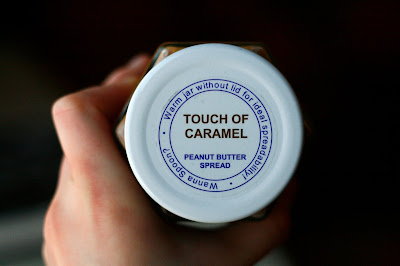 Warm jar without lid for ideal spreadability!
TOUCH OF
CARAMEL
PEANUT BUTTER
SPREAD
• Wanna Spoon? •